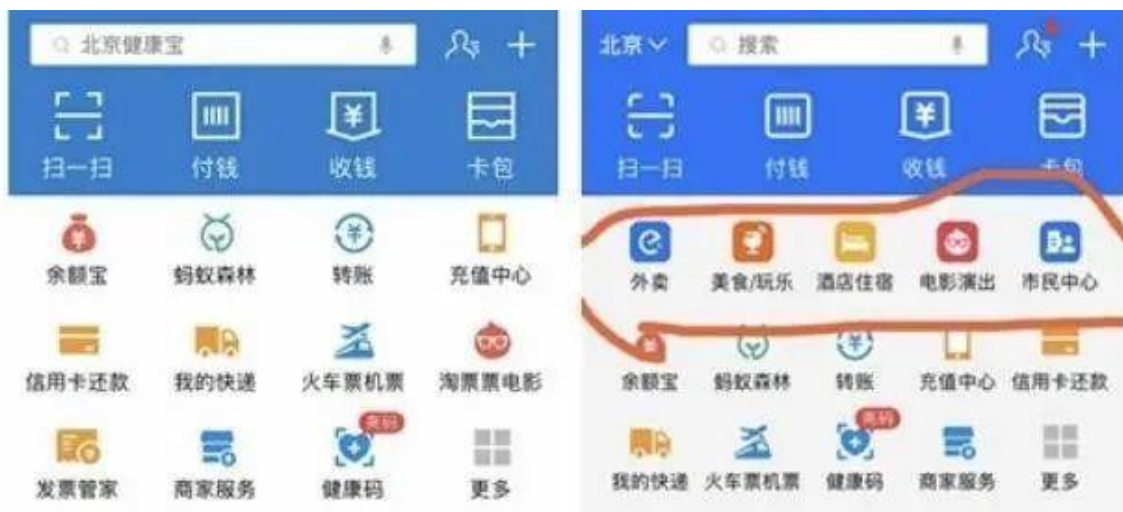 北京健康宝
扫一扫 付钱 收钱 卡包
余额宝 蚂蚁森林 转账 充值中心
信用卡还款 我的快递 火车票机票 淘票票电影
亮码
发票管家 商家服务 健康码 更多
北京 搜索
扫一扫 付钱 收钱 卡包
外卖 美食/玩乐 酒店住宿 电影演出 市民中心
余额宝 蚂蚁森林 转账 充值中心 信用卡还款
亮码
我的快递 火车票机票 健康码 商家服务 更多